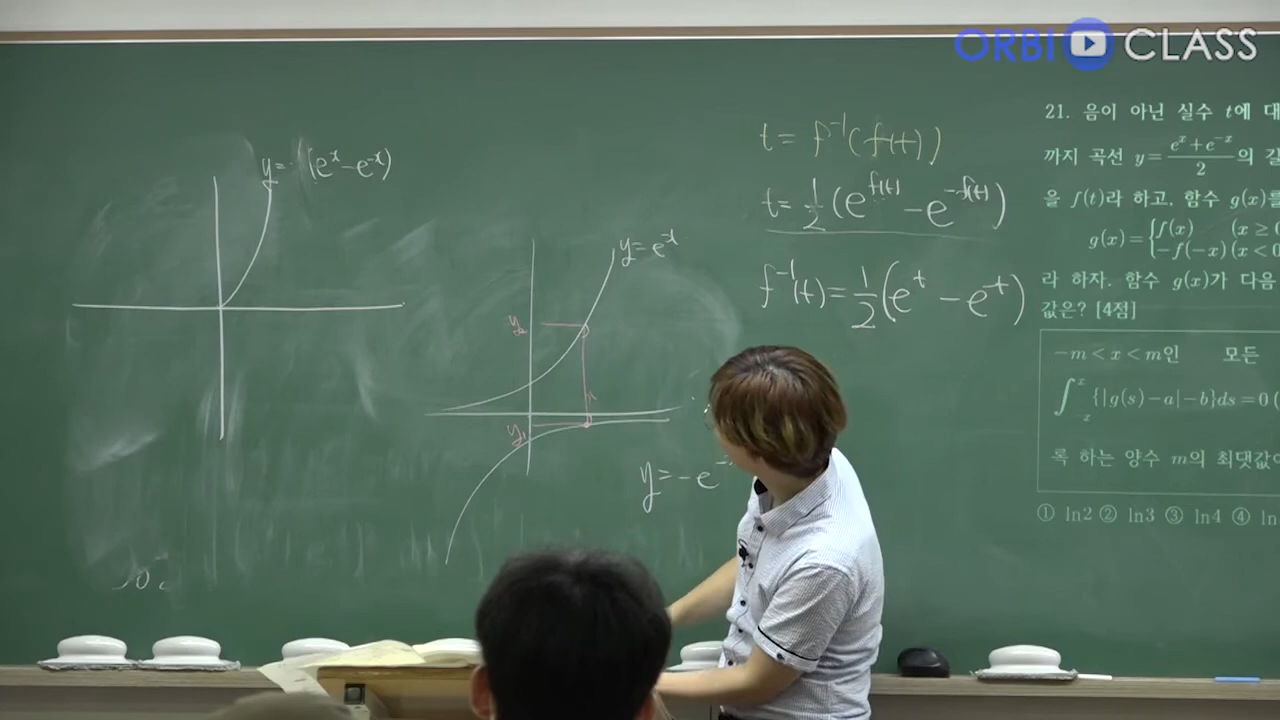 ORBI CLASS
y= (eˣ-e⁻ˣ)
y=eˣ
y₂
x
y₁
y=-e⁻
t= f⁻¹(f(t))
t=½(e^f(t) -e^-f(t))
f⁻¹(t)=½(eᵗ -e⁻ᵗ)
21. 음이 아닌 실수 t에 대
까지 곡선 y= (eˣ+e⁻ˣ)/2 의 길
을 f(t)라 하고, 함수 g(x)를
g(x)={f(x) (x≥
-f(-x) (x<0
라 하자. 함수 g(x)가 다음
값은? [4점]
-m<x<m인 모든
∫₋ₓˣ{|g(s)-a|-b}ds=0 (
록 하는 양수 m의 최댓값이
① ln2 ② ln3 ③ ln4 ④ ln